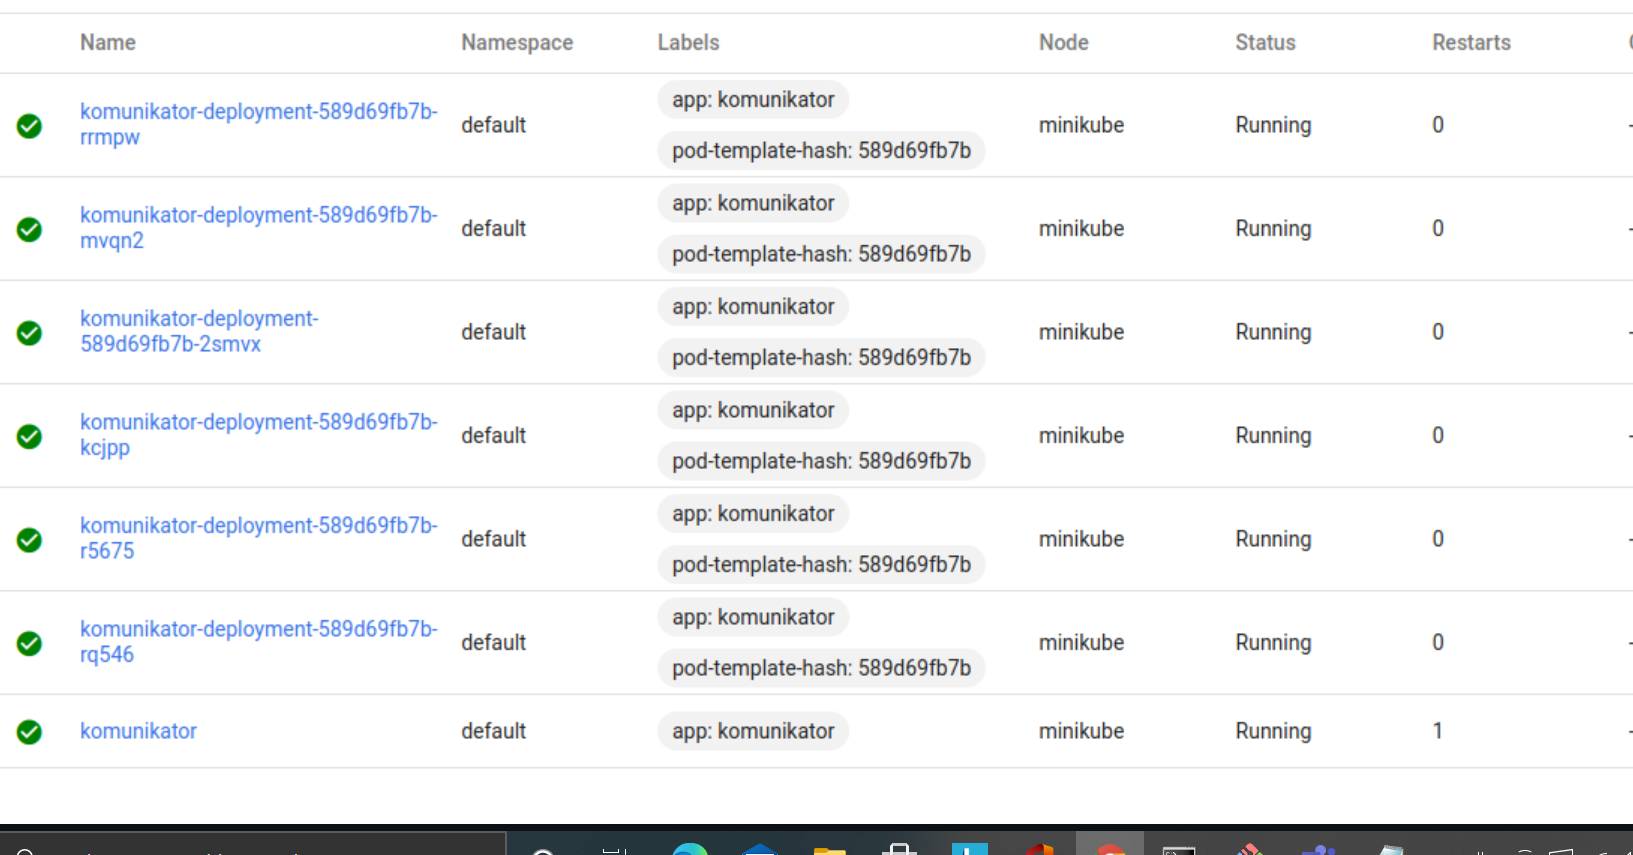 Name Namespace Labels Node Status Restarts
app: komunikator
komunikator-deployment-589d69fb7b-
rrmpw
default minikube Running 0
pod-template-hash: 589d69fb7b
app: komunikator
komunikator-deployment-589d69fb7b-
mvqn2
default minikube Running 0
pod-template-hash: 589d69fb7b
app: komunikator
komunikator-deployment-
589d69fb7b-2smvx
default minikube Running 0
pod-template-hash: 589d69fb7b
app: komunikator
komunikator-deployment-589d69fb7b-
kcjpp
default minikube Running 0
pod-template-hash: 589d69fb7b
app: komunikator
komunikator-deployment-589d69fb7b-
r5675
default minikube Running 0
pod-template-hash: 589d69fb7b
app: komunikator
komunikator-deployment-589d69fb7b-
rq546
default minikube Running 0
pod-template-hash: 589d69fb7b
komunikator default app: komunikator minikube Running 1